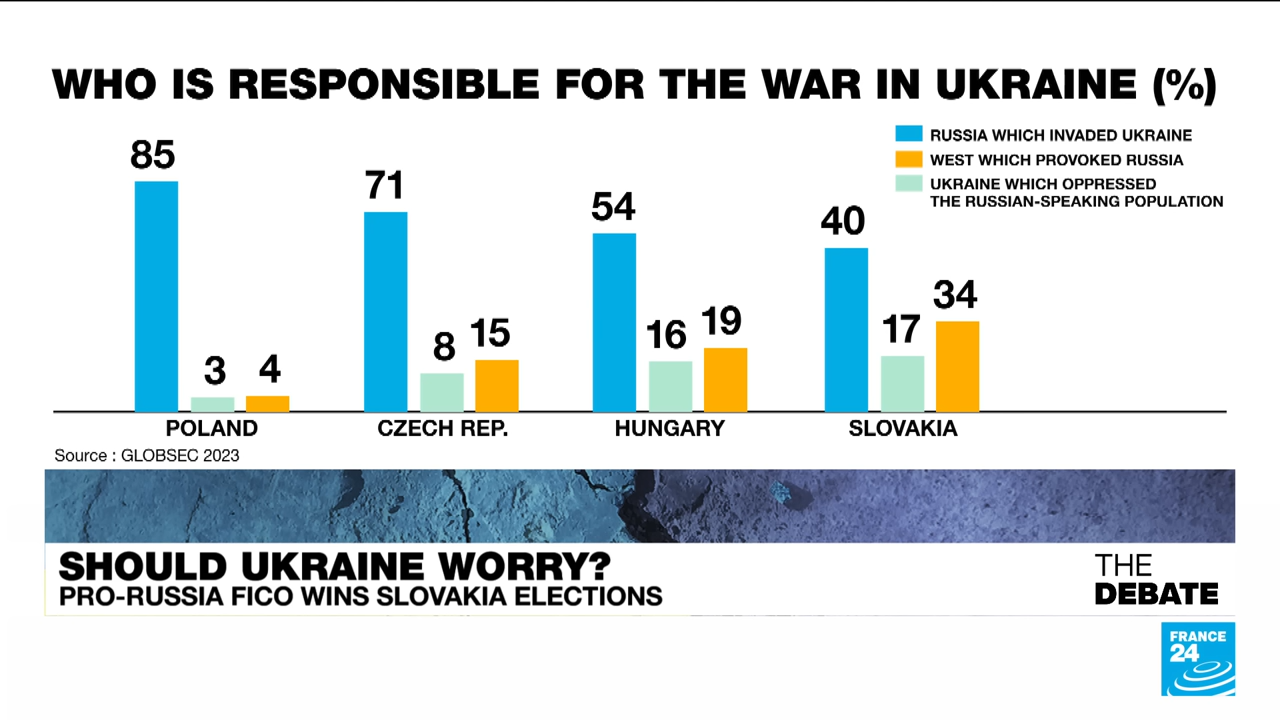 WHO IS RESPONSIBLE FOR THE WAR IN UKRAINE (%)
RUSSIA WHICH INVADED UKRAINE
WEST WHICH PROVOKED RUSSIA
UKRAINE WHICH OPPRESSED
THE RUSSIAN-SPEAKING POPULATION
85
3
4
71
8
15
54
16
19
40
17
34
POLAND
CZECH REP.
HUNGARY
SLOVAKIA
Source : GLOBSEC 2023
SHOULD UKRAINE WORRY?
PRO-RUSSIA FICO WINS SLOVAKIA ELECTIONS
THE
DEBATE
FRANCE
24